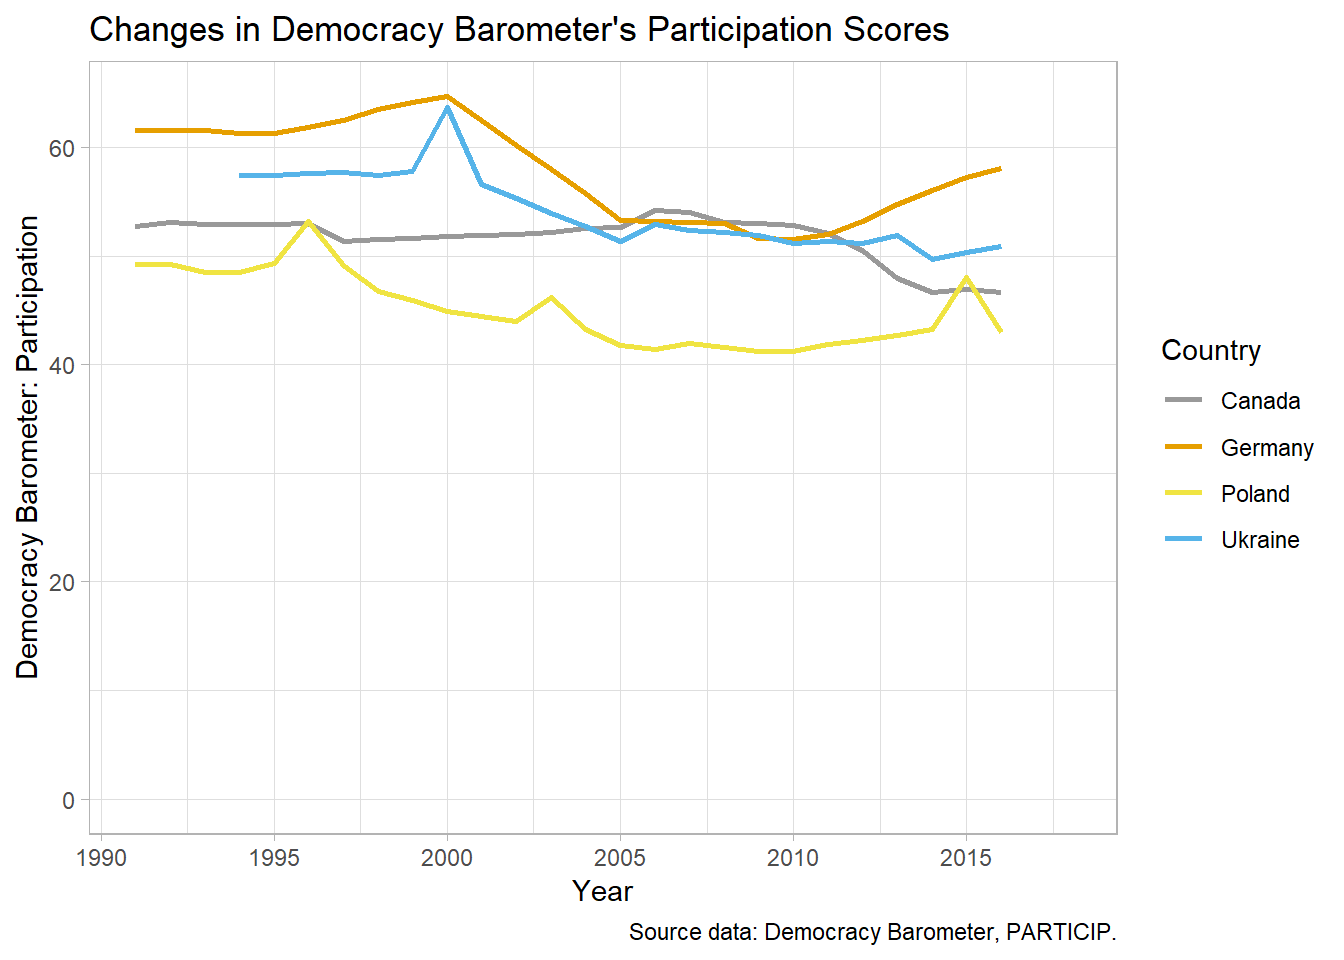 Changes in Democracy Barometer's Participation Scores
Democracy Barometer: Participation
60
40
20
0
1990 1995 2000 2005 2010 2015
Year
Country
Canada
Germany
Poland
Ukraine
Source data: Democracy Barometer, PARTICIP.